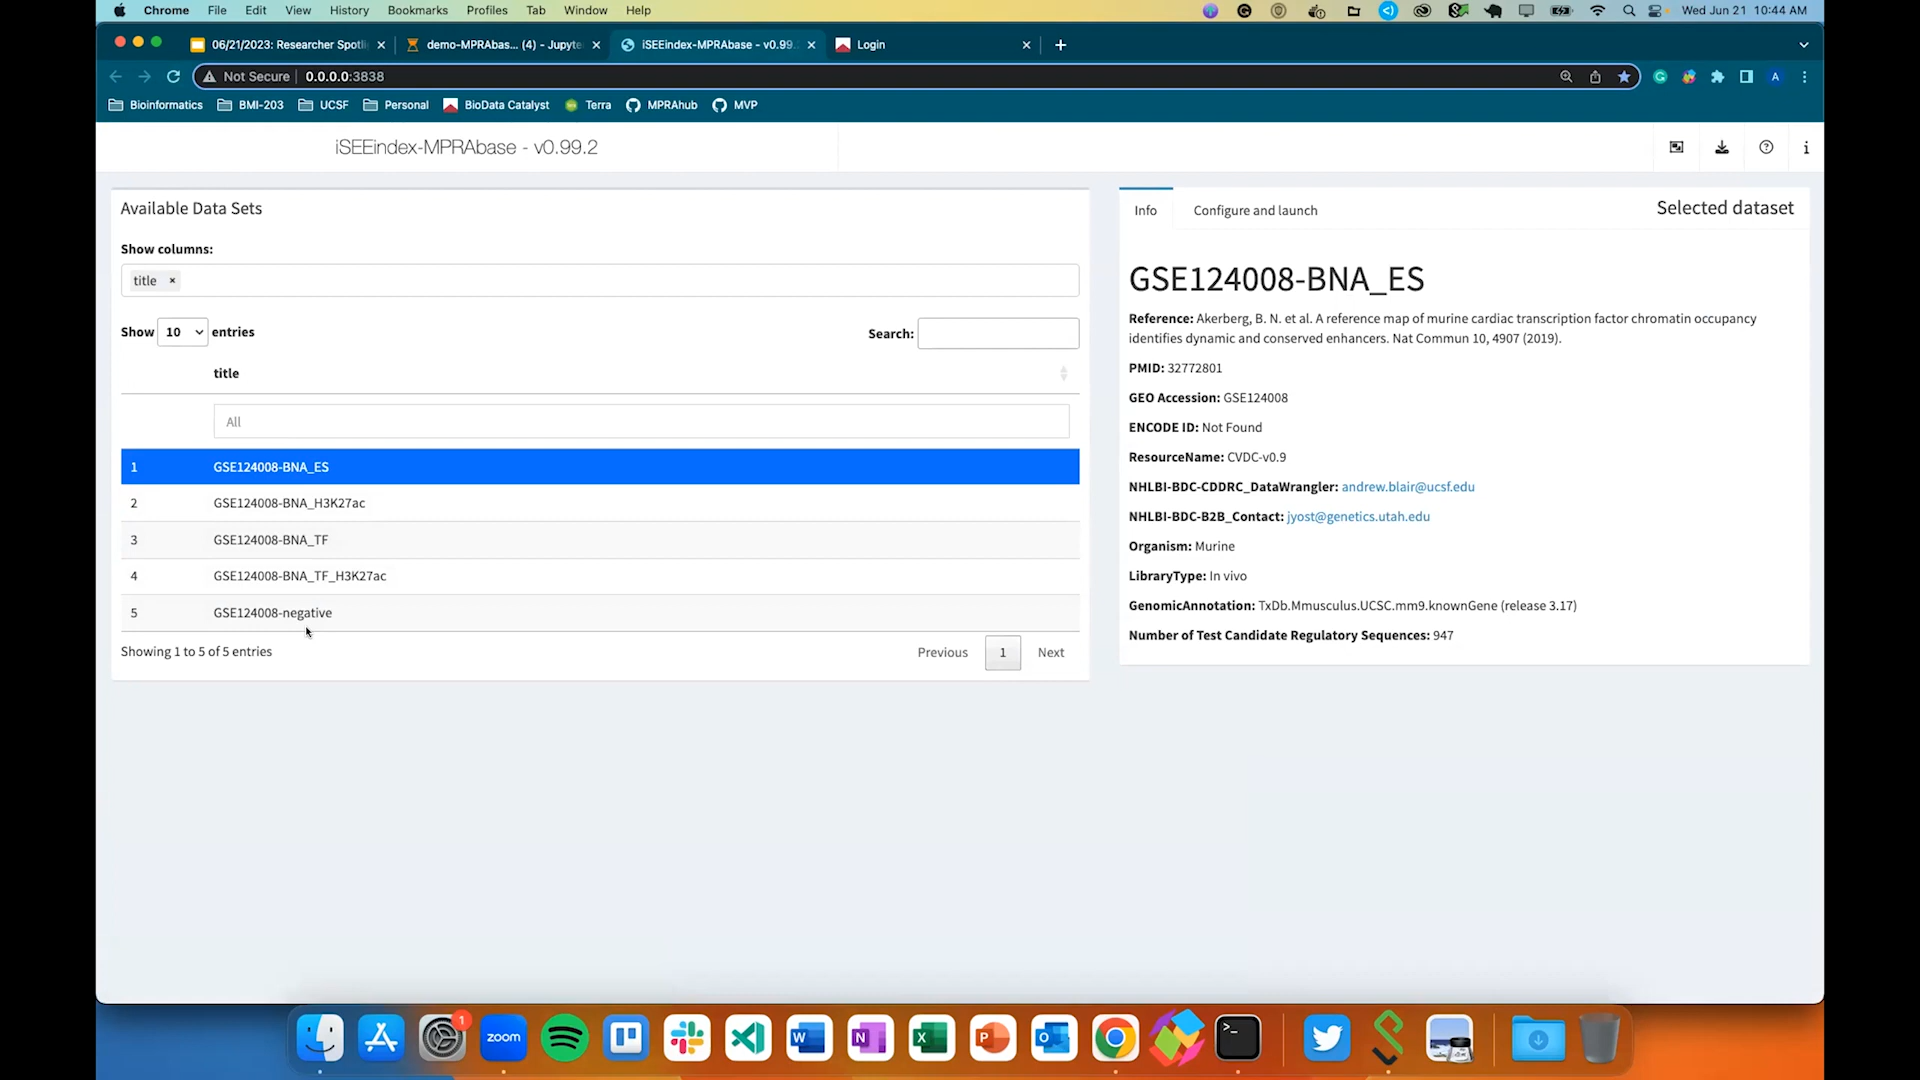 Chrome File Edit View History Bookmarks Profiles Tab Window Help Wed Jun 21 10:44 AM
06/21/2023: Researcher Spotli demo-MPRAbas... (4) - Jupyte iSEEindex-MPRAbase - v0.99. Login
Not Secure 0.0.0.0:3838
Bioinformatics BMI-203 UCSF Personal BioData Catalyst Terra MPRAhub MVP
iSEEindex-MPRAbase - v0.99.2
Available Data Sets
Show columns:
title ×
Show 10 entries
Search:
title
All
1 GSE124008-BNA_ES
2 GSE124008-BNA_H3K27ac
3 GSE124008-BNA_TF
4 GSE124008-BNA_TF_H3K27ac
5 GSE124008-negative
Showing 1 to 5 of 5 entries
Previous 1 Next
Info Configure and launch Selected dataset
GSE124008-BNA_ES
Reference: Akerberg, B. N. et al. A reference map of murine cardiac transcription factor chromatin occupancy
identifies dynamic and conserved enhancers. Nat Commun 10, 4907 (2019).
PMID: 32772801
GEO Accession: GSE124008
ENCODE ID: Not Found
ResourceName: CVDC-v0.9
NHLBI-BDC-CDDRC_DataWrangler: andrew.blair@ucsf.edu
NHLBI-BDC-B2B_Contact: jyost@genetics.utah.edu
Organism: Murine
LibraryType: In vivo
GenomicAnnotation: TxDb.Mmusculus.UCSC.mm9.knownGene (release 3.17)
Number of Test Candidate Regulatory Sequences: 947
1
zoom